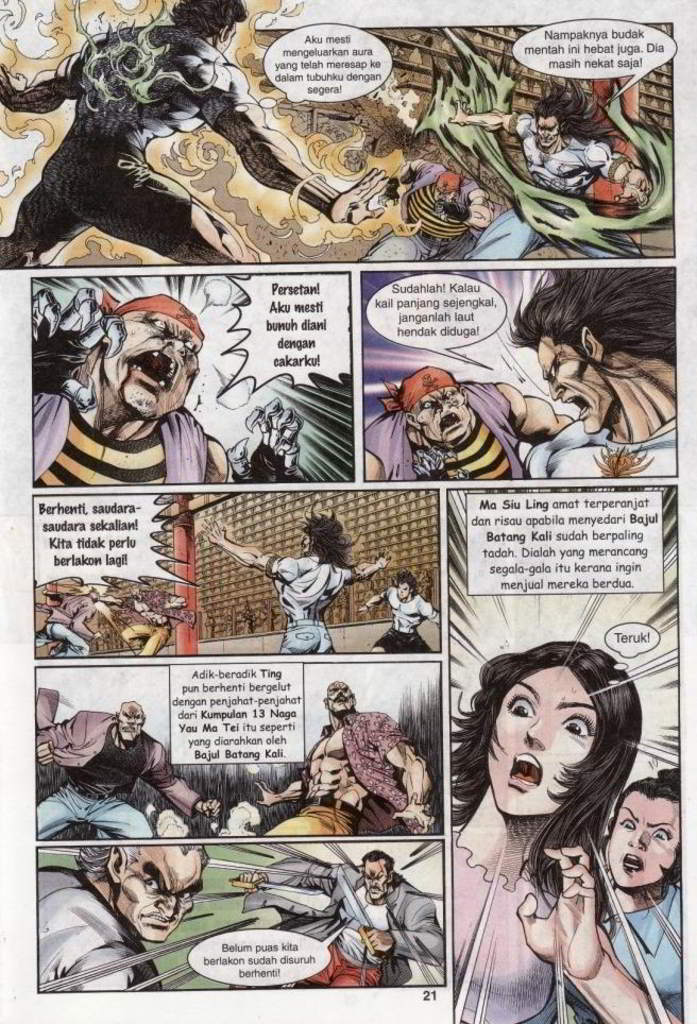 Aku mesti
mengeluarkan aura
yang telah meresap ke
dalam tubuhku dengan
segera!
Nampaknya budak
mentah ini hebat juga. Dia
masih nekat saja!
Persetan!
Aku mesti
bunuh diani
dengan
cakarku!
Sudahlah! Kalau
kail panjang sejengkal,
janganlah laut
hendak diduga!
Berhenti, saudara-
saudara sekalian!
Kita tidak perlu
berlakon lagi!
Ma Siu Ling amat terperanjat
dan risau apabila menyedari Bajul
Batang Kali sudah berpaling
tadah. Dialah yang merancang
segala-gala itu kerana ingin
menjual mereka berdua.
Teruk!
Adik-beradik Ting
pun berhenti bergelut
dengan penjahat-penjahat
dari Kumpulan 13 Naga
Yau Ma Tei itu seperti
yang diarahkan oleh
Bajul Batang Kali.
Belum puas kita
berlakon sudah disuruh
berhenti!
21